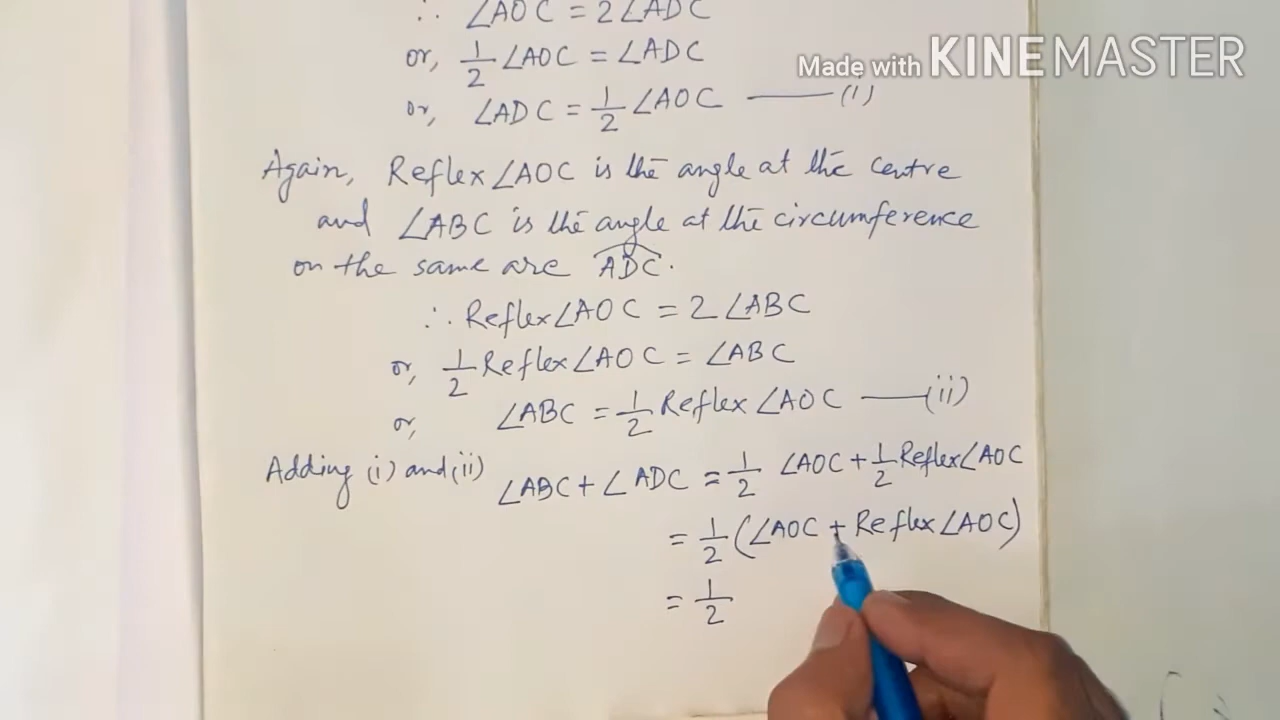 ∴ ∠AOC = 2∠ADC
or, 1/2 ∠AOC = ∠ADC
Made with KINEMASTER
or, ∠ADC = 1/2 ∠AOC —— (i)
Again, Reflex ∠AOC is the angle at the centre
and ∠ABC is the angle at the circumference
on the same arc ADC.
∴ Reflex ∠AOC = 2 ∠ABC
or, 1/2 Reflex ∠AOC = ∠ABC
or, ∠ABC = 1/2 Reflex ∠AOC —— (ii)
Adding (i) and (ii) ∠ABC + ∠ADC = 1/2 ∠AOC + 1/2 Reflex ∠AOC
= 1/2 (∠AOC + Reflex ∠AOC)
= 1/2